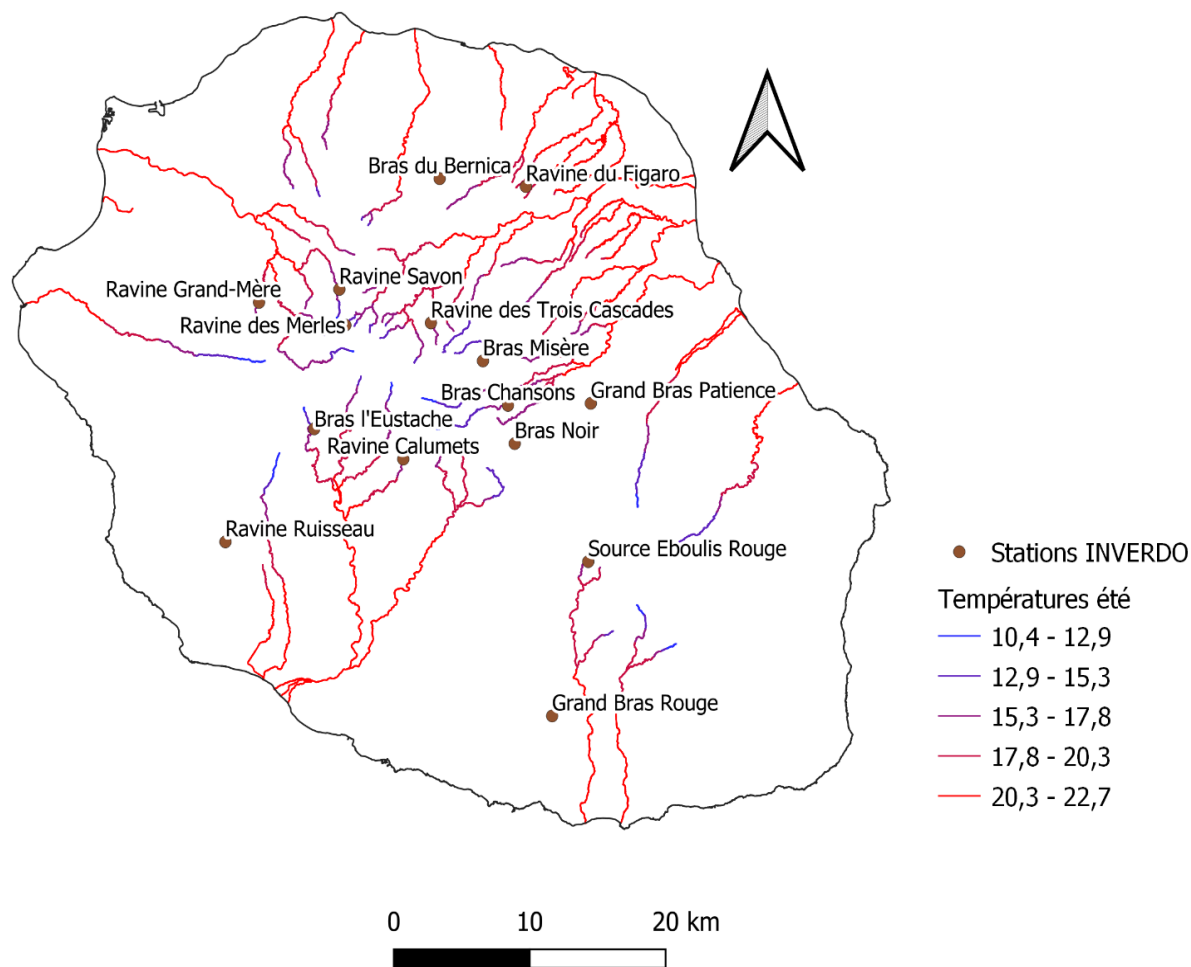 Bras du Bernica
Ravine du Figaro
Ravine Savon
Ravine Grand-Mère
Ravine des Trois Cascades
Ravine des Merles
Bras Misère
Bras Chansons
Grand Bras Patience
Bras l'Eustache
Bras Noir
Ravine Calumets
Ravine Ruisseau
Source Eboulis Rouge
Grand Bras Rouge
Stations INVERDO
Températures été
10,4 - 12,9
12,9 - 15,3
15,3 - 17,8
17,8 - 20,3
20,3 - 22,7
0 10 20 km